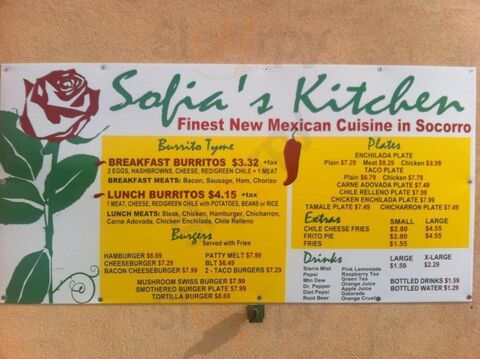 Sofia's Kitchen
Finest New Mexican Cuisine in Socorro
Burrito Tyme
BREAKFAST BURRITOS $3.32 +tax
2 EGGS, HASHBROWNS, CHEESE, RED/GREEN CHILE + 1 MEAT
BREAKFAST MEATS: Bacon, Sausage, Ham, Chorizo
LUNCH BURRITOS $4.15 +tax
1 MEAT, CHEESE, RED/GREEN CHILE with POTATOES, BEANS or RICE
LUNCH MEATS: Steak, Chicken, Hamburger, Chicharron,
Carne Adovada, Chicken Enchilada, Chile Relleno
Burgers
Served with Fries
HAMBURGER $6.69 PATTY MELT $7.99
CHEESEBURGER $7.29 BLT $6.49
BACON CHEESEBURGER $7.99 2 - TACO BURGERS $7.29
MUSHROOM SWISS BURGER $7.99
SMOTHERED BURGER PLATE $7.99
TORTILLA BURGER $8.69
Plates
ENCHILADA PLATE
Plain $7.29 Meat $8.29 Chicken $8.99
TACO PLATE
Plain $6.79 Chicken $7.79
CARNE ADOVADA PLATE $7.49
CHILE RELLENO PLATE $7.99
CHICKEN ENCHILADA PLATE $7.99
TAMALE PLATE $7.49 CHICHARRON PLATE $7.49
Extras SMALL LARGE
CHILE CHEESE FRIES $2.80 $4.55
FRITO PIE $2.80 $4.55
FRIES $1.55
Drinks LARGE X-LARGE
$1.59 $2.29
Sierra Mist Pink Lemonade
Pepsi Raspberry Tea
Mtn Dew Green Tea
Dr. Pepper Orange Juice
Diet Pepsi Apple Juice
Root Beer Gatorade
Orange Crush
BOTTLED DRINKS $1.59
BOTTLED WATER $1.29